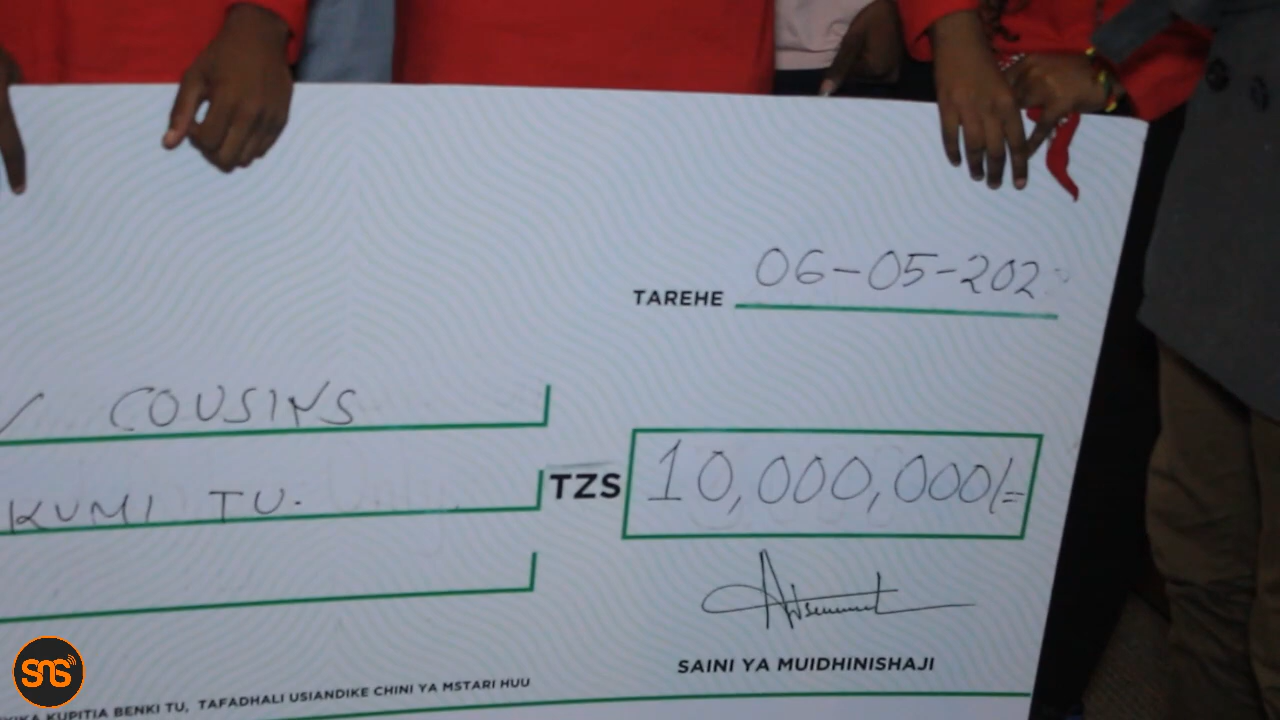 TAREHE 06-05-202
COUSINS
KUMI TU.
TZS 10,000,000/=
SAINI YA MUIDHINISHAJI
KUPITIA BENKI TU, TAFADHALI USIANDIKE CHINI YA MSTARI HUU
SNG